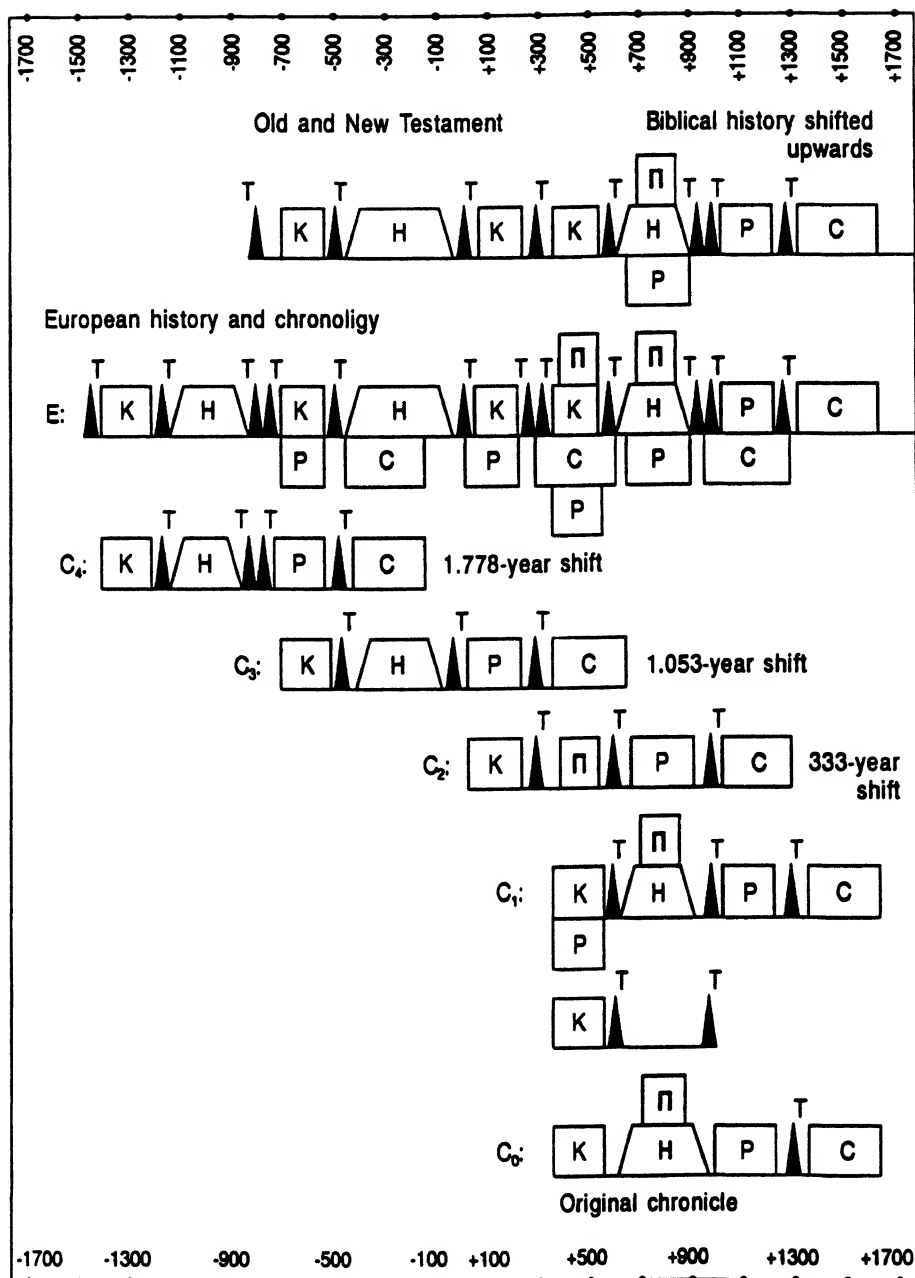 -1700 -1500 -1300 -1100 -900 -700 -500 -300 -100 +100 +300 +500 +700 +800 +1100 +1300 +1500 +1700
Old and New Testament
Biblical history shifted
upwards
T T T T T П T T T
K H K K H P C
P
European history and chronoligy
П П
T T T T T T T T T T T T
E: K H K H K K H P C
P C P C P C
P
T T T T
C₄: K H P C 1.778-year shift
T T T
C₃: K H P C 1.053-year shift
T T T
C₂: K П P C 333-year
shift
П
T T T
C₁: K H P C
P
T T
K
П
T
C₀: K H P C
Original chronicle
-1700 -1300 -900 -500 -100 +100 +500 +800 +1300 +1700